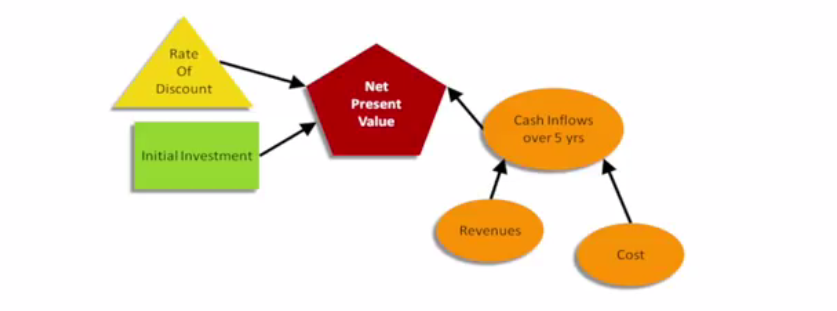 Rate
Of
Discount
Initial Investment
Net
Present
Value
Cash Inflows
over 5 yrs
Revenues
Cost